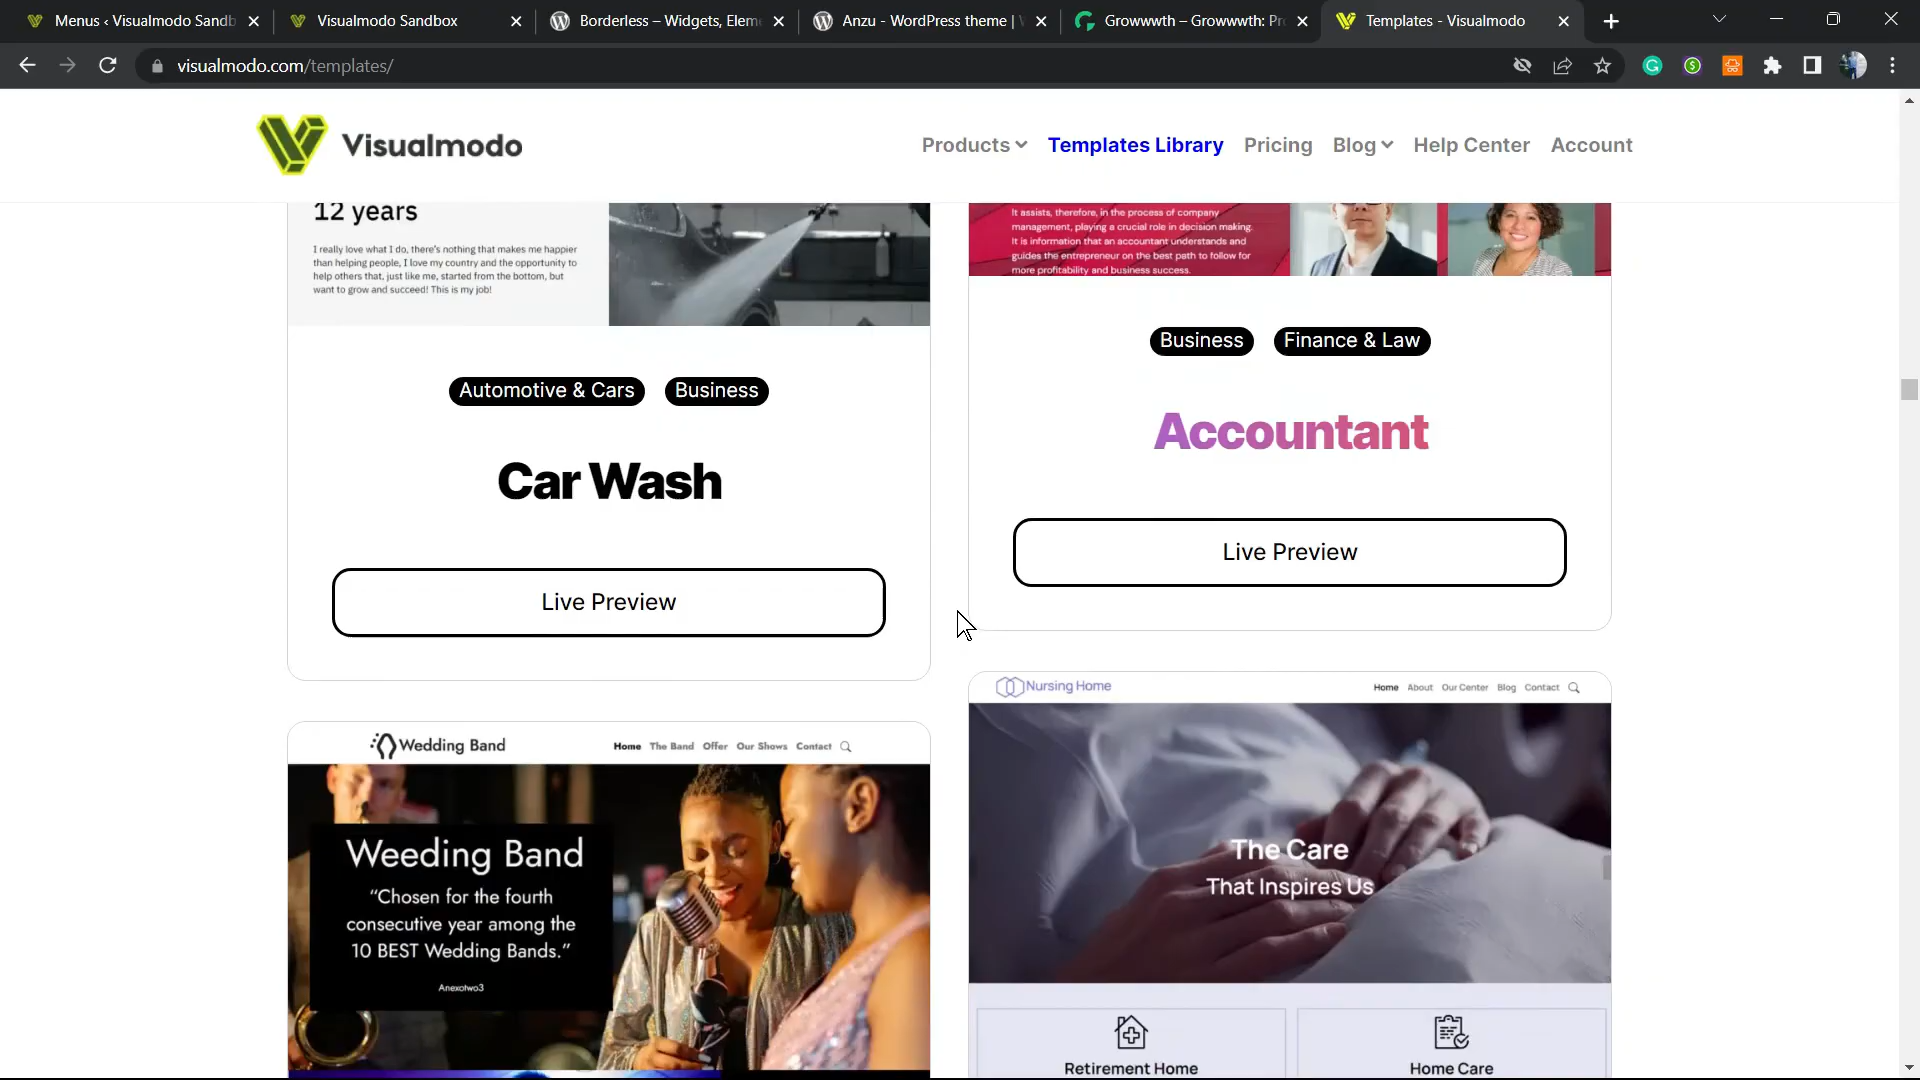 Menus ‹ Visualmodo Sandb
Visualmodo Sandbox
Borderless – Widgets, Eleme
Anzu - WordPress theme |
Growwwth – Growwwth: Pr
Templates - Visualmodo
visualmodo.com/templates/
Visualmodo
Products
Templates Library
Pricing
Blog
Help Center
Account
12 years
I really love what I do, there's nothing that makes me happier
than helping people, I love my country and the opportunity to
help others that, just like me, started from the bottom, but
want to grow and succeed! This is my job!
Automotive & Cars
Business
Car Wash
Live Preview
It assists, therefore, in the process of company
management, playing a crucial role in decision making.
It is information that an accountant understands and
guides the entrepreneur on the best path to follow for
more profitability and business success.
Business
Finance & Law
Accountant
Live Preview
Wedding Band
Home The Band Offer Our Shows Contact
Weeding Band
“Chosen for the fourth
consecutive year among the
10 BEST Wedding Bands.”
Anexotwo3
Nursing Home
Home About Our Center Blog Contact
The Care
That Inspires Us
Retirement Home
Home Care